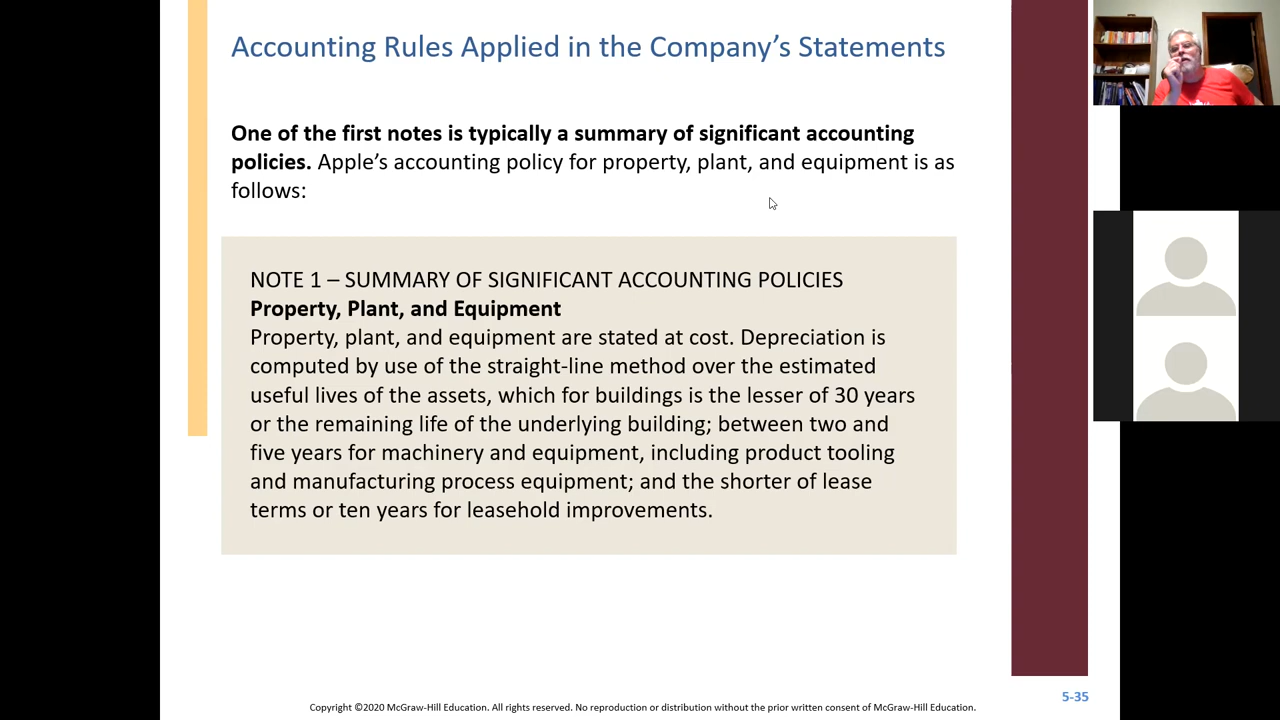 Accounting Rules Applied in the Company's Statements
One of the first notes is typically a summary of significant accounting
policies. Apple's accounting policy for property, plant, and equipment is as
follows:
NOTE 1 – SUMMARY OF SIGNIFICANT ACCOUNTING POLICIES
Property, Plant, and Equipment
Property, plant, and equipment are stated at cost. Depreciation is
computed by use of the straight-line method over the estimated
useful lives of the assets, which for buildings is the lesser of 30 years
or the remaining life of the underlying building; between two and
five years for machinery and equipment, including product tooling
and manufacturing process equipment; and the shorter of lease
terms or ten years for leasehold improvements.
5-35
Copyright ©2020 McGraw-Hill Education. All rights reserved. No reproduction or distribution without the prior written consent of McGraw-Hill Education.